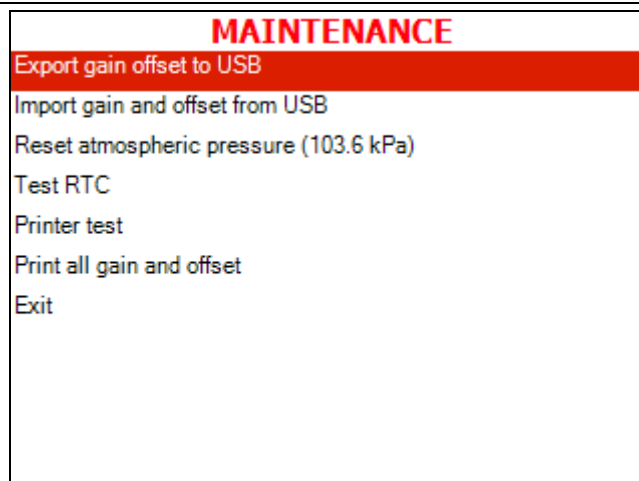 MAINTENANCE
Export gain offset to USB
Import gain and offset from USB
Reset atmospheric pressure (103.6 kPa)
Test RTC
Printer test
Print all gain and offset
Exit